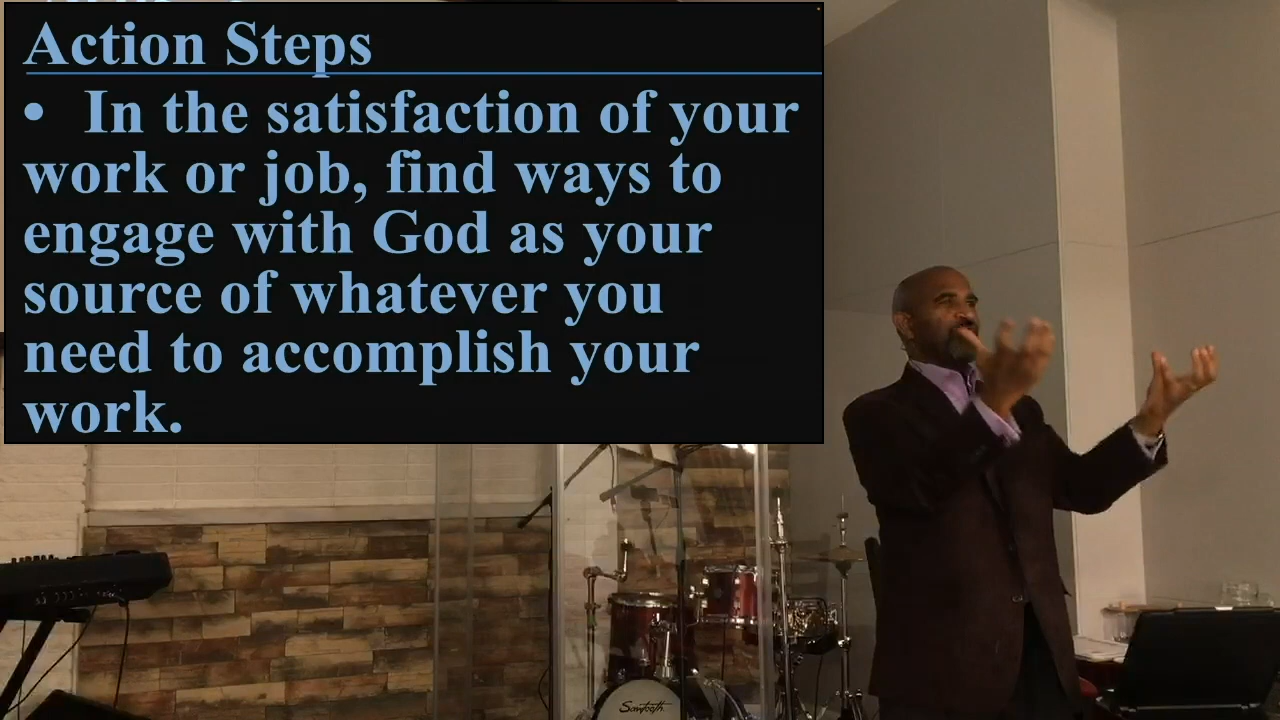 Action Steps
• In the satisfaction of your
work or job, find ways to
engage with God as your
source of whatever you
need to accomplish your
work.
Sawtooth